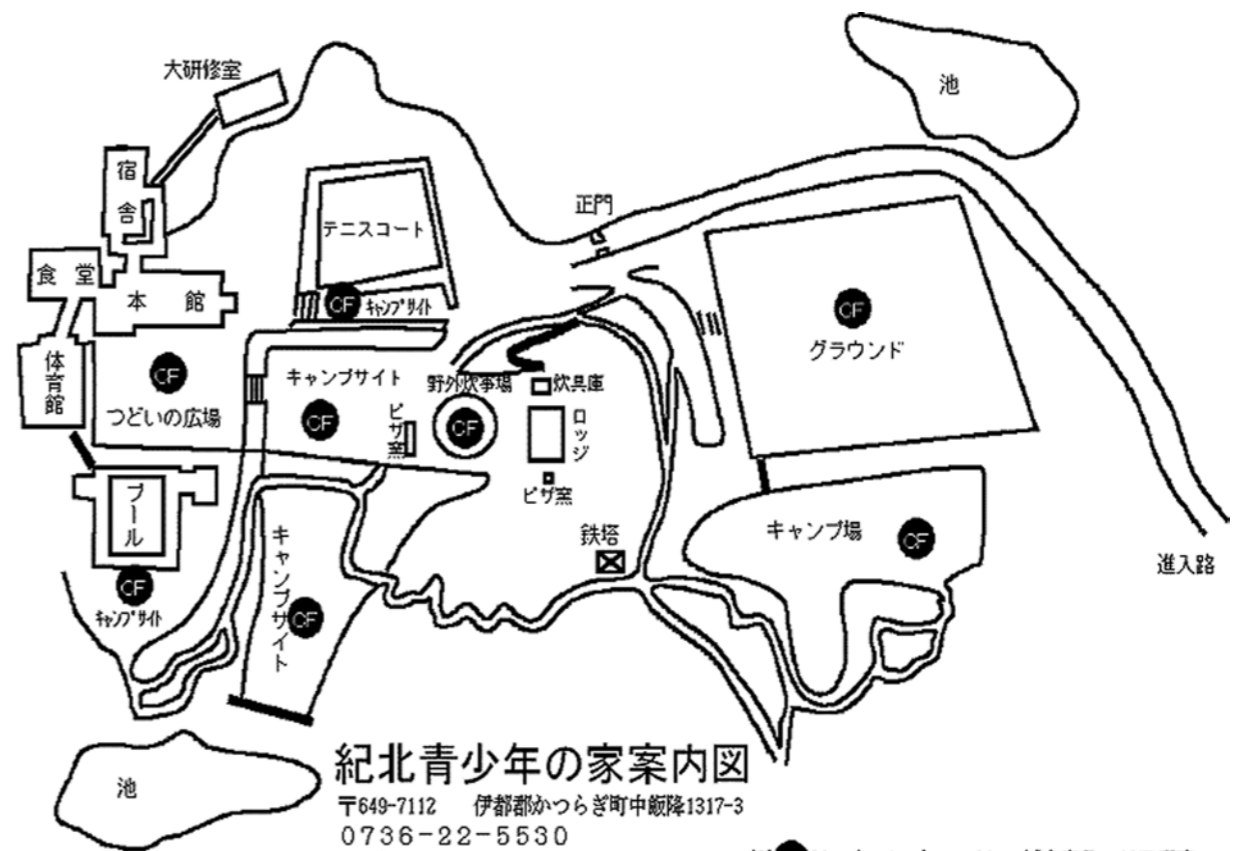 大研修室
池
宿舎
正門
テニスコート
食堂
本館
CF
キャンプサイト
CF
グラウンド
体育館
CF
つどいの広場
キャンプサイト
CF
ピザ窯
野外炊事場
CF
炊具庫
ロッジ
ピザ窯
プール
キャンプサイト
CF
鉄塔
キャンプ場
CF
進入路
CF
キャンプサイト
池
紀北青少年の家案内図
〒649-7112 伊都郡かつらぎ町中飯降1317-3
0736-22-5530